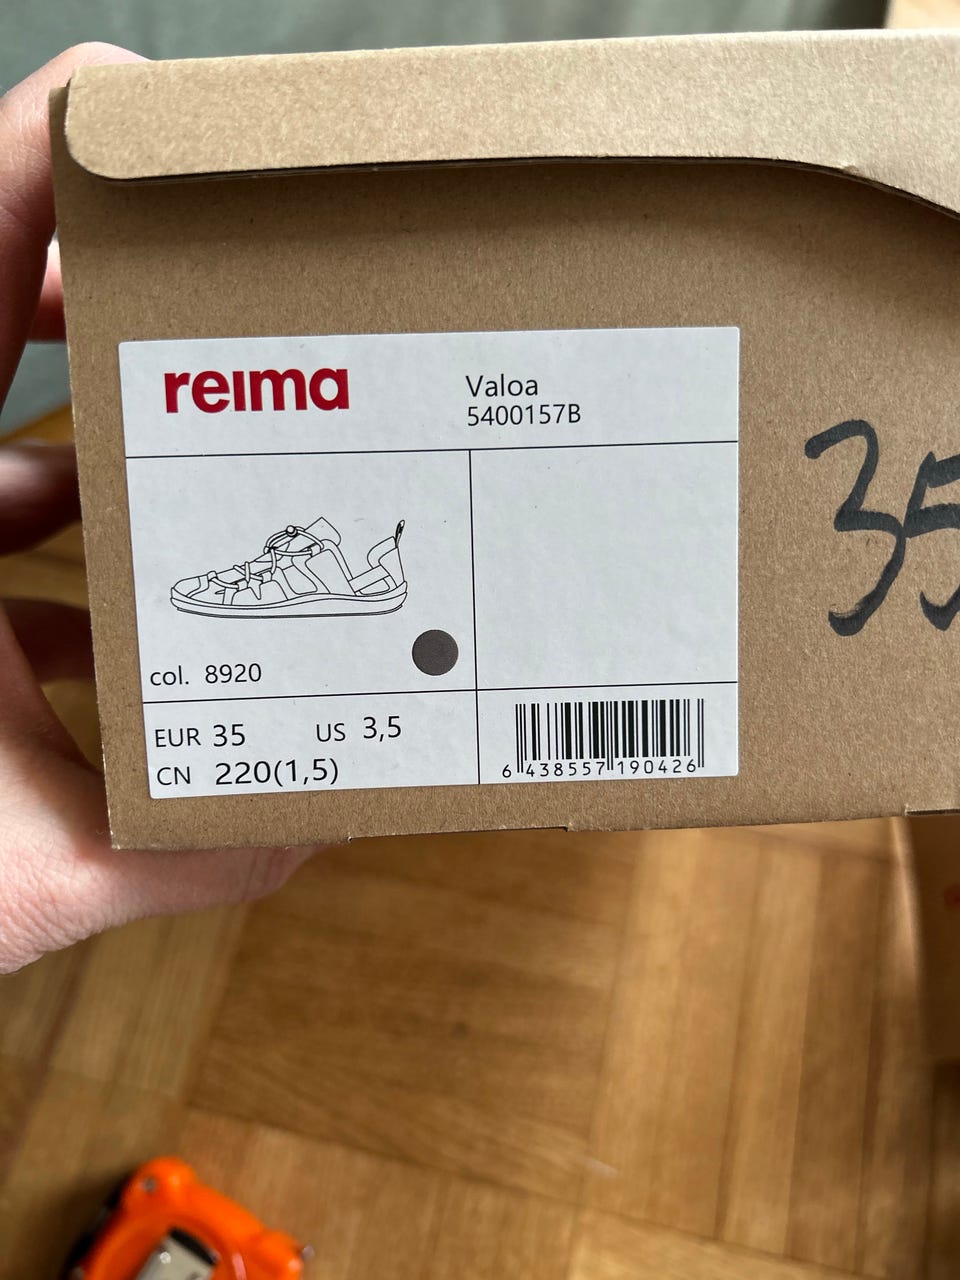 reima
Valoa
5400157B
35
col. 8920
EUR 35 US 3,5
CN 220(1,5)
6 438557 190426